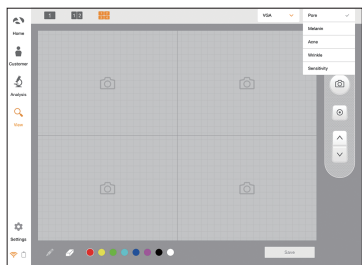 1
1|2
VGA
Pore
Melanin
Acne
Wrinkle
Sensitivity
Home
Customer
Analysis
View
Settings
Save